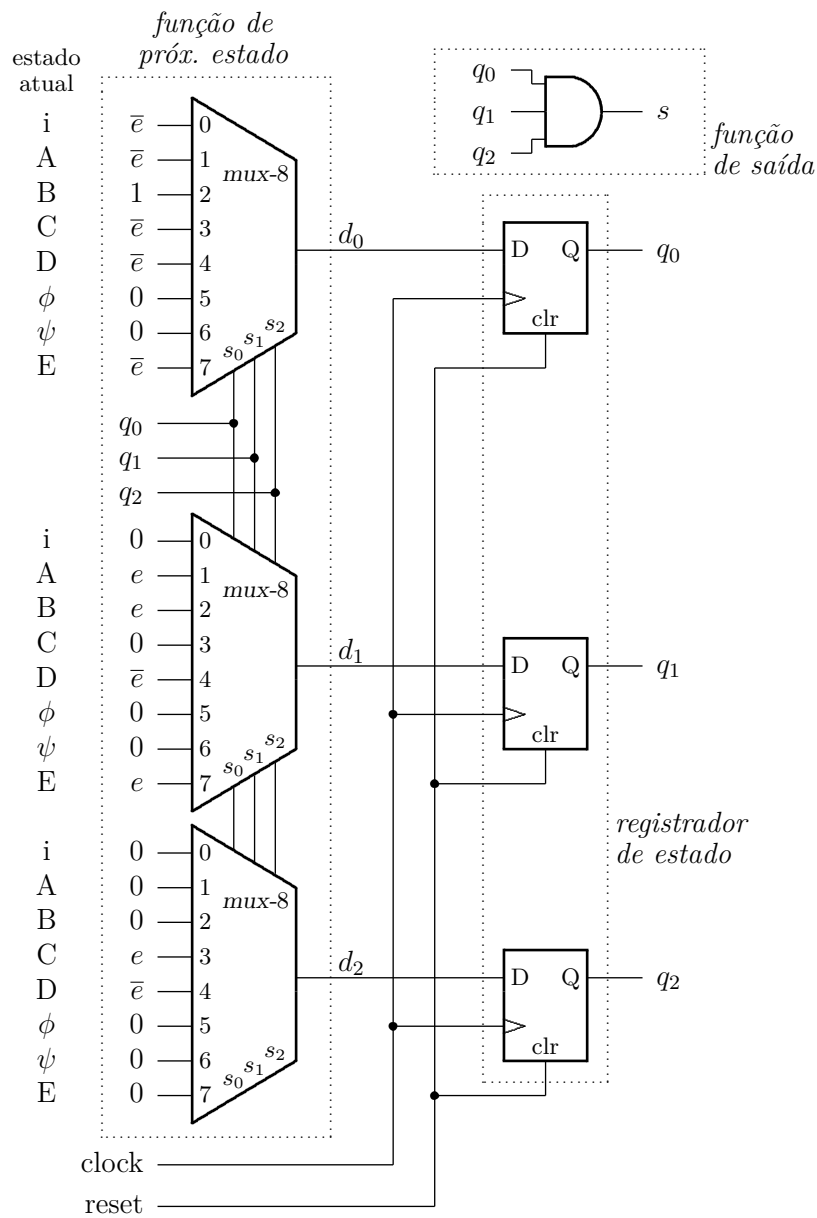 função de
próx. estado
estado
atual
i e̅ 0
A e̅ 1
mux-8
B 1 2
C e̅ 3
D e̅ 4
ϕ 0 5
ψ 0 6
E e̅ 7
s₀ s₁ s₂
d₀
q₀
q₁
q₂
s
função
de saída
D Q
clr
q₀
q₀
q₁
q₂
i 0 0
A e 1
mux-8
B e 2
C 0 3
D e̅ 4
ϕ 0 5
ψ 0 6
E e 7
s₀ s₁ s₂
d₁
D Q
clr
q₁
registrador
de estado
i 0 0
A 0 1
mux-8
B 0 2
C e 3
D e̅ 4
ϕ 0 5
ψ 0 6
E 0 7
s₀ s₁ s₂
d₂
D Q
clr
q₂
clock
reset